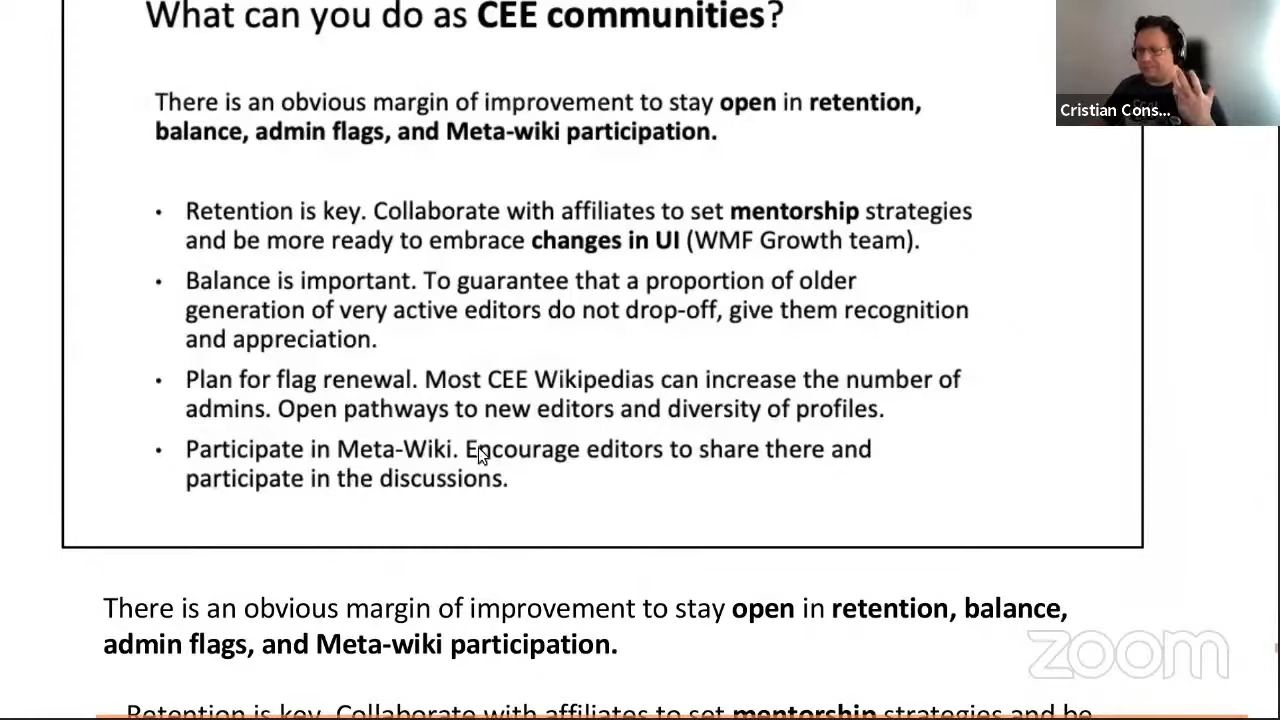 What can you do as CEE communities?
Cristian Cons...
There is an obvious margin of improvement to stay open in retention,
balance, admin flags, and Meta-wiki participation.
• Retention is key. Collaborate with affiliates to set mentorship strategies
and be more ready to embrace changes in UI (WMF Growth team).
• Balance is important. To guarantee that a proportion of older
generation of very active editors do not drop-off, give them recognition
and appreciation.
• Plan for flag renewal. Most CEE Wikipedias can increase the number of
admins. Open pathways to new editors and diversity of profiles.
• Participate in Meta-Wiki. Encourage editors to share there and
participate in the discussions.
There is an obvious margin of improvement to stay open in retention, balance,
admin flags, and Meta-wiki participation.
zoom
Retention is key. Collaborate with affiliates to set mentorship strategies and be